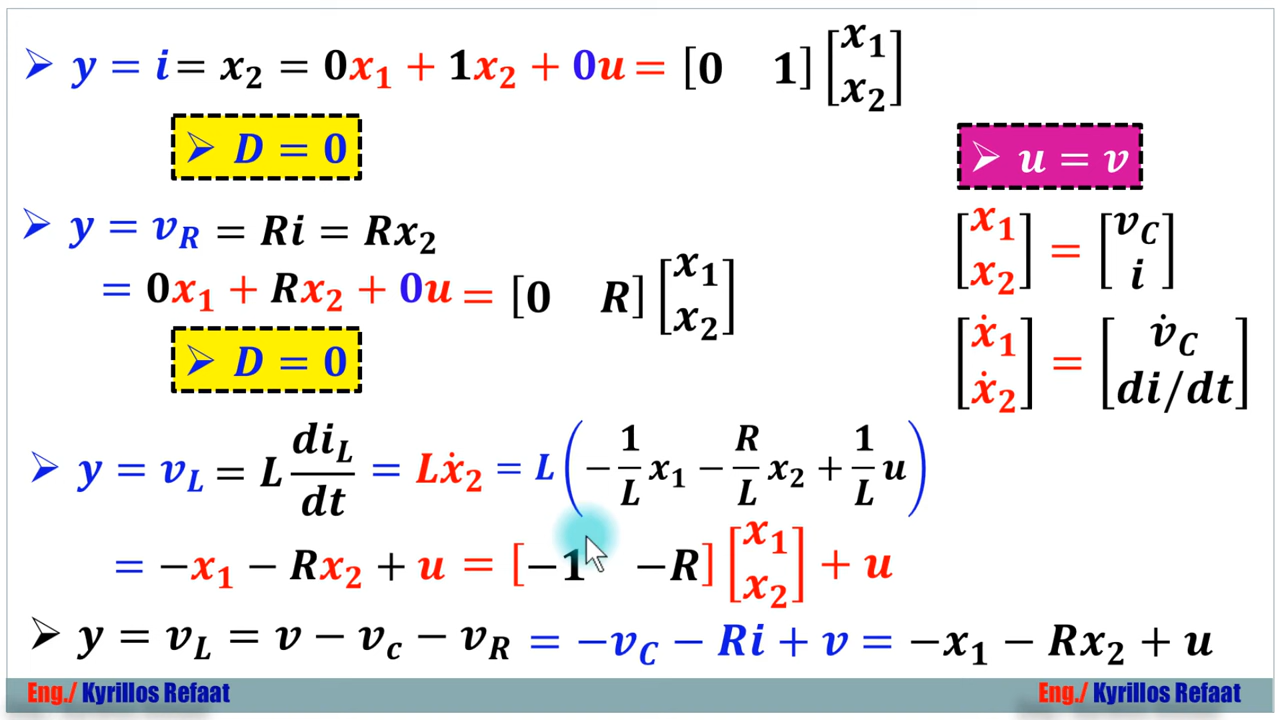 ➢ y = i = x₂ = 0x₁ + 1x₂ + 0u = [0 1] [x₁ x₂]
➢ D = 0
➢ u = v
➢ y = v_R = Ri = Rx₂
[x₁ x₂] = [v_C i]
= 0x₁ + Rx₂ + 0u = [0 R] [x₁ x₂]
[ẋ₁ ẋ₂] = [v̇_C di/dt]
➢ D = 0
➢ y = v_L = L di_L/dt = Lẋ₂ = L(−1/L x₁ − R/L x₂ + 1/L u)
= −x₁ − Rx₂ + u = [−1 −R] [x₁ x₂] + u
➢ y = v_L = v − v_c − v_R = −v_C − Ri + v = −x₁ − Rx₂ + u
Eng./ Kyrillos Refaat
Eng./ Kyrillos Refaat